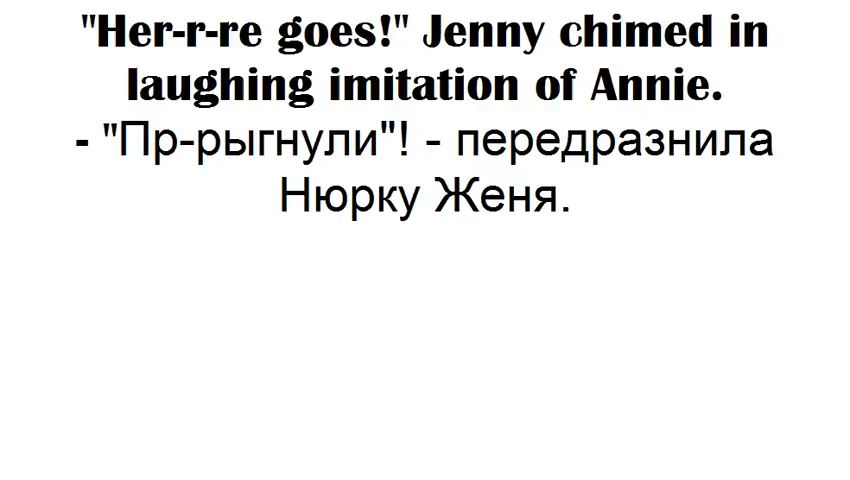 "Her-r-re goes!" Jenny chimed in
laughing imitation of Annie.
- "Пр-рыгнули"! - передразнила
Нюрку Женя.